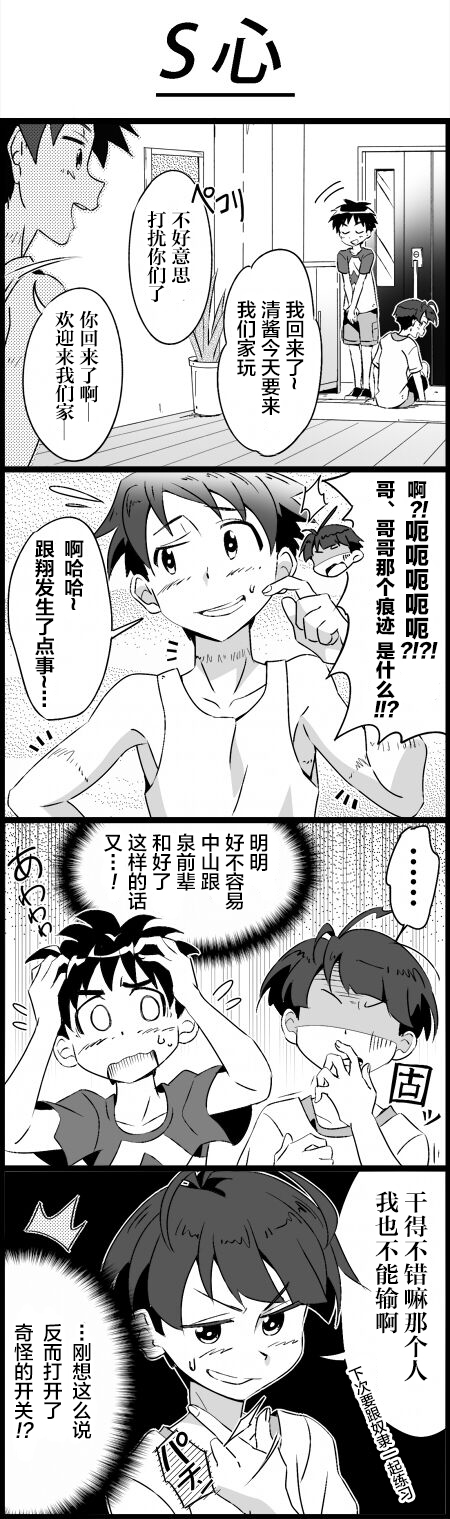 S心
我回来了~
清酱今天要来
我们家玩
ペコリ
不好意思
打扰你们了
你回来了啊——
欢迎来我们家——
啊?!呃呃呃呃呃?!?!
哥、哥哥那个痕迹 是什么!!?
啊哈哈~
跟翔发生了点事~…
……
固ッ
明明
好不容易
中山跟
泉前辈
和好了
这样的话
又…!
あわわ
干得不错嘛那个人
我也不能输啊
下次要跟奴隶一起练习
パチン
…刚想这么说
反而打开了
奇怪的开关!?